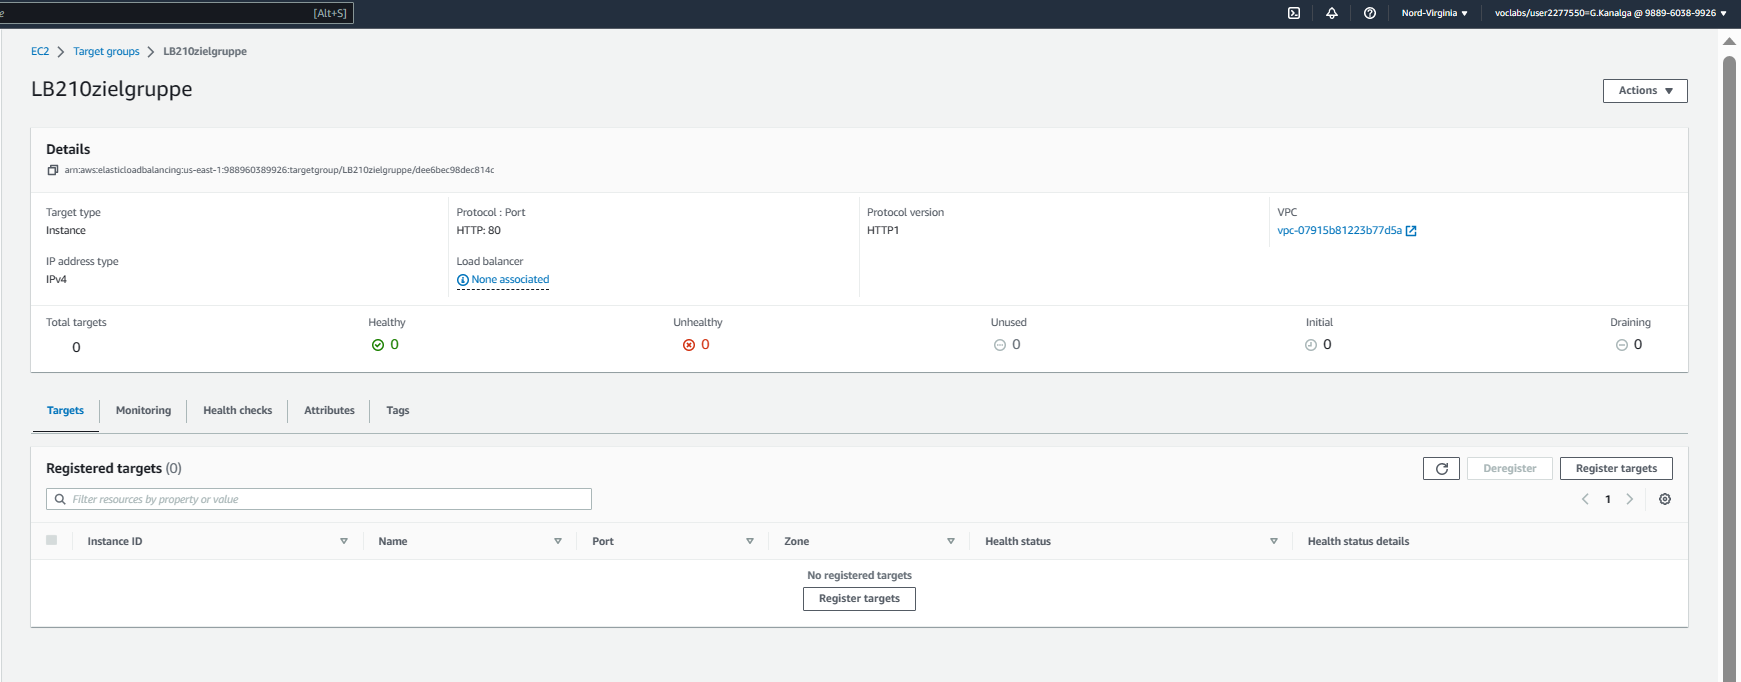 e [Alt+S] Nord-Virginia voclabs/user2277550=G.Kanalga @ 9889-6038-9926
EC2 Target groups LB210zielgruppe
LB210zielgruppe
Actions
Details
arn:aws:elasticloadbalancing:us-east-1:988960389926:targetgroup/LB210zielgruppe/dee6bec98dec814c
Target type Protocol : Port Protocol version VPC
Instance HTTP: 80 HTTP1 vpc-07915b81223b77d5a
IP address type Load balancer
IPv4 None associated
Total targets Healthy Unhealthy Unused Initial Draining
0 0 0 0 0 0
Targets Monitoring Health checks Attributes Tags
Registered targets (0) Deregister Register targets
Filter resources by property or value 1
Instance ID Name Port Zone Health status Health status details
No registered targets
Register targets